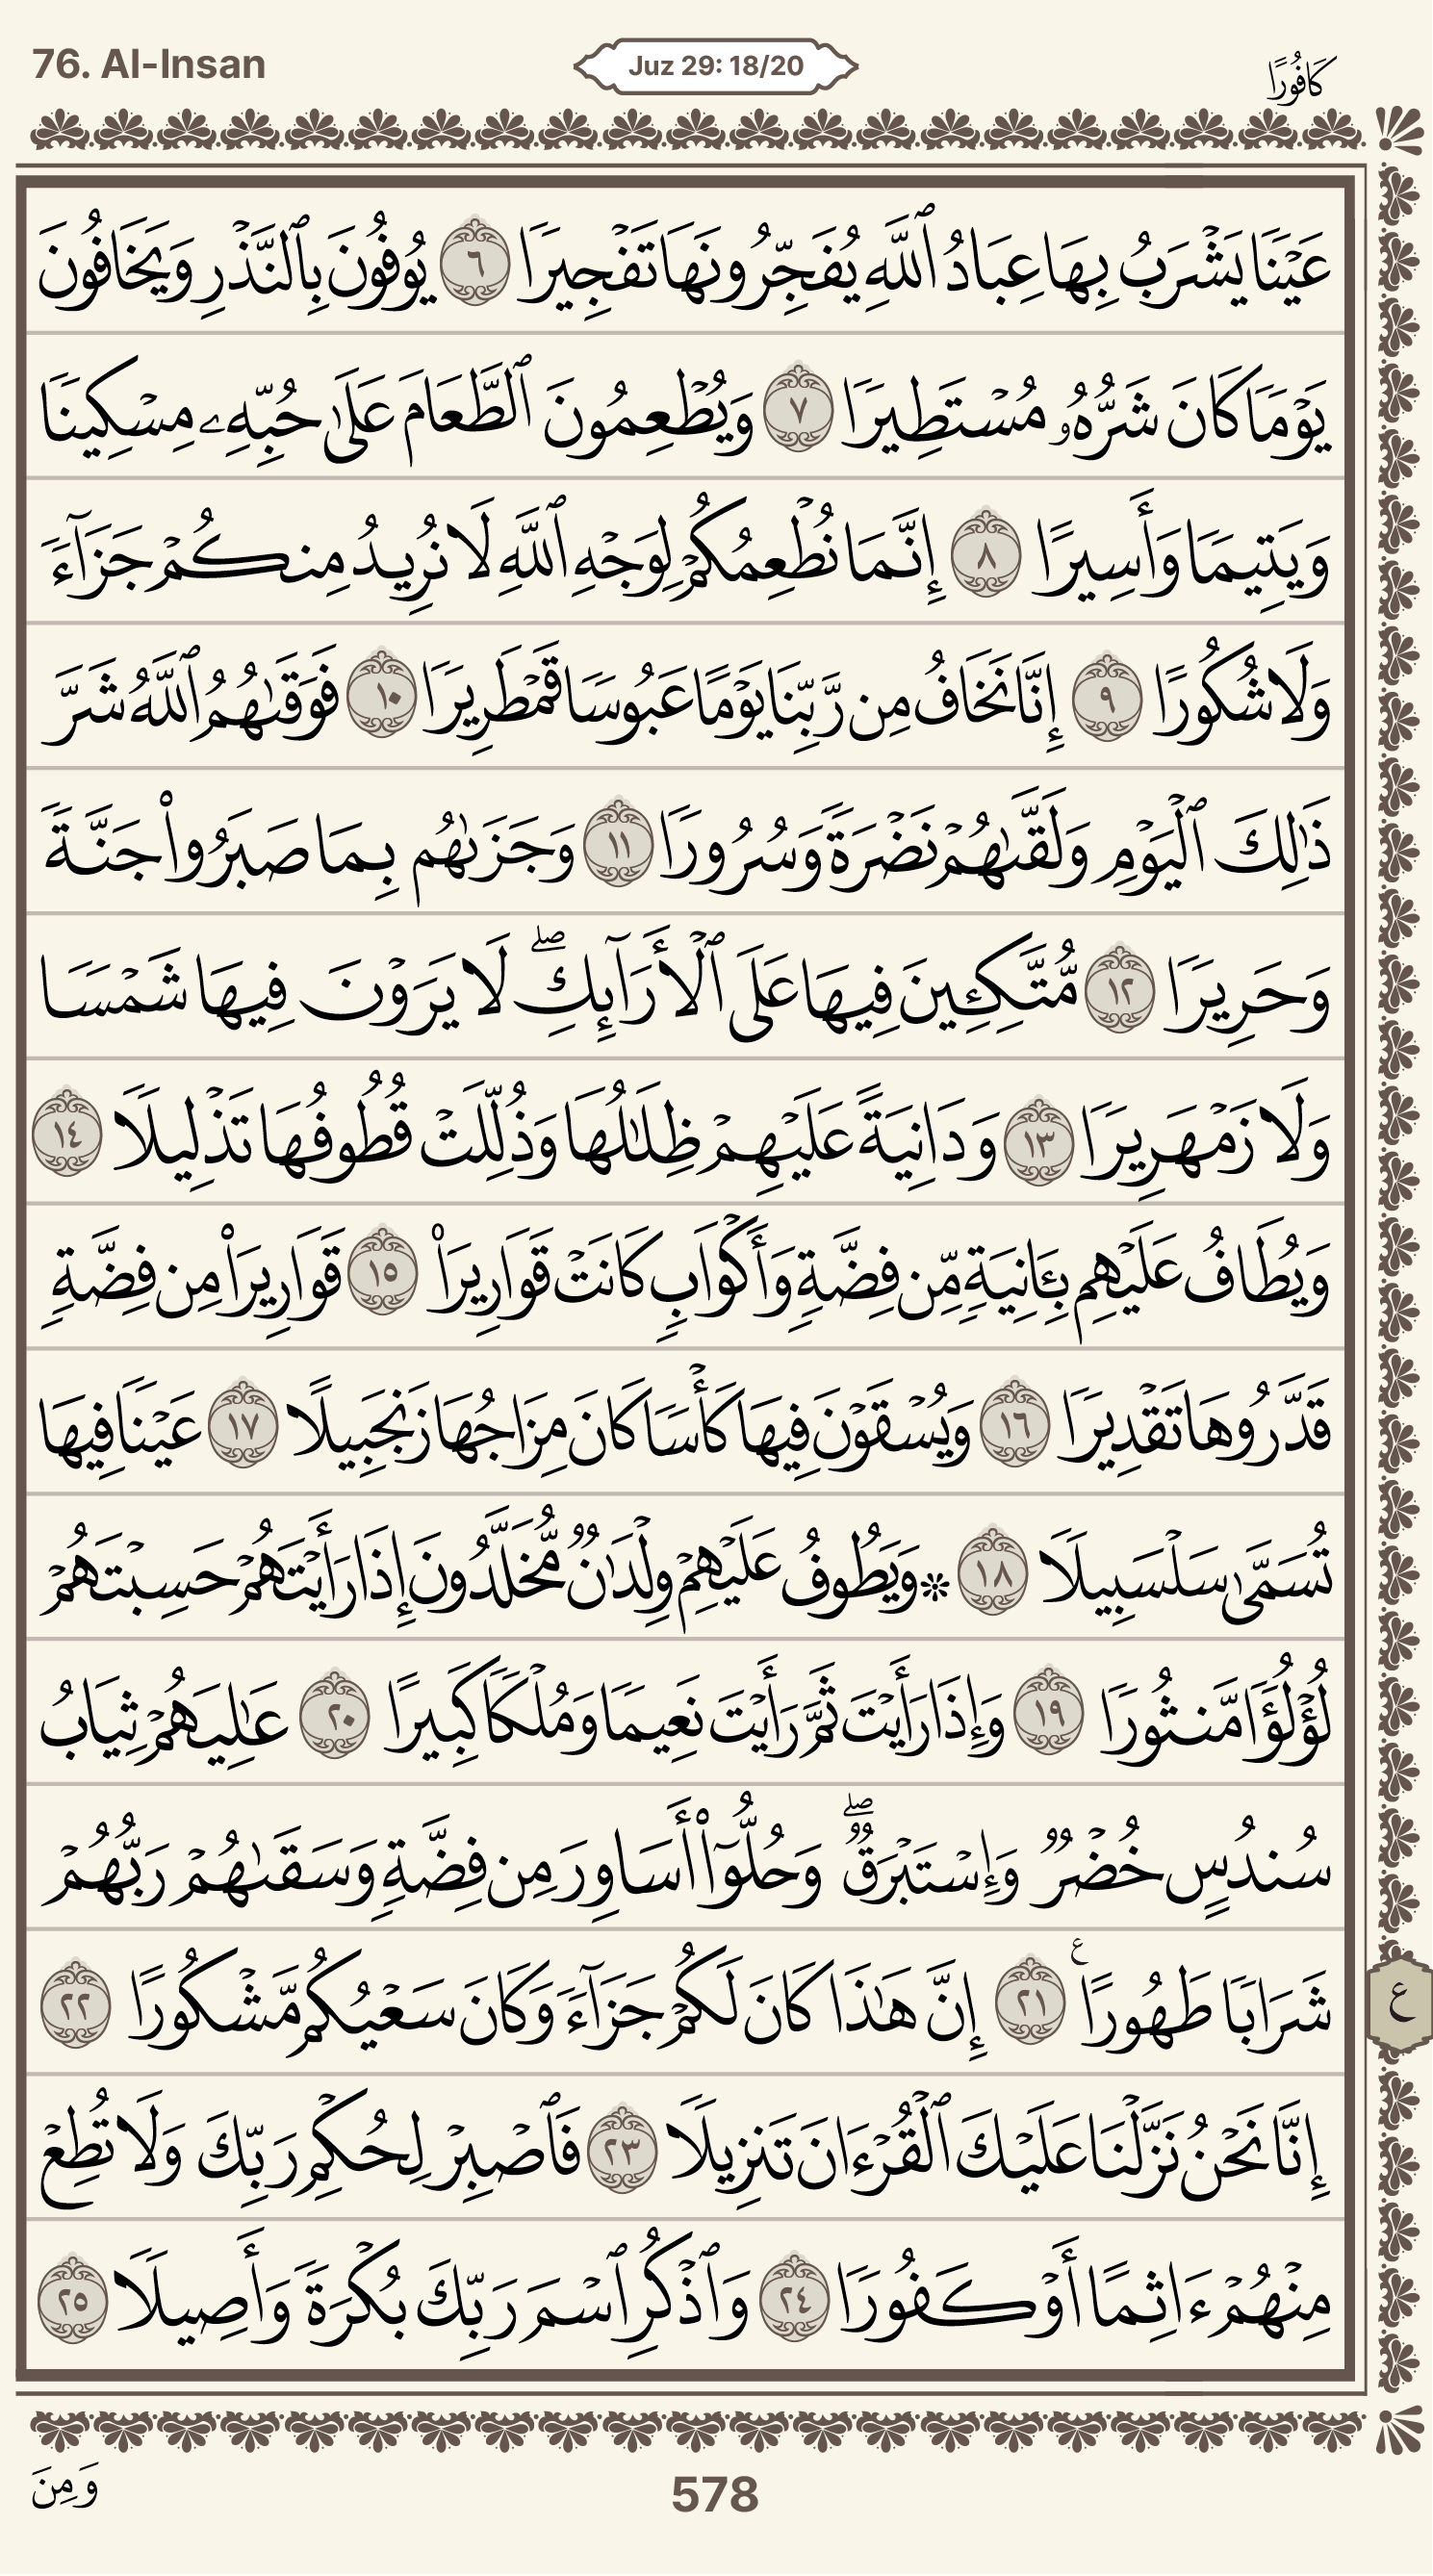 76. Al-Insan
Juz 29: 18/20
كَافُورًا
عَيْنًا يَشْرَبُ بِهَا عِبَادُ ٱللَّهِ يُفَجِّرُونَهَا تَفْجِيرًا ٦ يُوفُونَ بِٱلنَّذْرِ وَيَخَافُونَ
يَوْمًا كَانَ شَرُّهُۥ مُسْتَطِيرًا ٧ وَيُطْعِمُونَ ٱلطَّعَامَ عَلَىٰ حُبِّهِۦ مِسْكِينًا
وَيَتِيمًا وَأَسِيرًا ٨ إِنَّمَا نُطْعِمُكُمْ لِوَجْهِ ٱللَّهِ لَا نُرِيدُ مِنكُمْ جَزَآءً
وَلَا شُكُورًا ٩ إِنَّا نَخَافُ مِن رَّبِّنَا يَوْمًا عَبُوسًا قَمْطَرِيرًا ١٠ فَوَقَىٰهُمُ ٱللَّهُ شَرَّ
ذَٰلِكَ ٱلْيَوْمِ وَلَقَّىٰهُمْ نَضْرَةً وَسُرُورًا ١١ وَجَزَىٰهُم بِمَا صَبَرُوا۟ جَنَّةً
وَحَرِيرًا ١٢ مُّتَّكِـِٔينَ فِيهَا عَلَى ٱلْأَرَآئِكِ ۖ لَا يَرَوْنَ فِيهَا شَمْسًا
وَلَا زَمْهَرِيرًا ١٣ وَدَانِيَةً عَلَيْهِمْ ظِلَٰلُهَا وَذُلِّلَتْ قُطُوفُهَا تَذْلِيلًا ١٤
وَيُطَافُ عَلَيْهِم بِـَٔانِيَةٍ مِّن فِضَّةٍ وَأَكْوَابٍ كَانَتْ قَوَارِيرَا۠ ١٥ قَوَارِيرَا۟ مِن فِضَّةٍ
قَدَّرُوهَا تَقْدِيرًا ١٦ وَيُسْقَوْنَ فِيهَا كَأْسًا كَانَ مِزَاجُهَا زَنجَبِيلًا ١٧ عَيْنًا فِيهَا
تُسَمَّىٰ سَلْسَبِيلًا ١٨ ۞ وَيَطُوفُ عَلَيْهِمْ وِلْدَٰنٌ مُّخَلَّدُونَ إِذَا رَأَيْتَهُمْ حَسِبْتَهُمْ
لُؤْلُؤًا مَّنثُورًا ١٩ وَإِذَا رَأَيْتَ ثَمَّ رَأَيْتَ نَعِيمًا وَمُلْكًا كَبِيرًا ٢٠ عَٰلِيَهُمْ ثِيَابُ
سُندُسٍ خُضْرٌ وَإِسْتَبْرَقٌ ۖ وَحُلُّوٓا۟ أَسَاوِرَ مِن فِضَّةٍ وَسَقَىٰهُمْ رَبُّهُمْ
شَرَابًا طَهُورًا ٢١ إِنَّ هَٰذَا كَانَ لَكُمْ جَزَآءً وَكَانَ سَعْيُكُم مَّشْكُورًا ٢٢
ع
إِنَّا نَحْنُ نَزَّلْنَا عَلَيْكَ ٱلْقُرْءَانَ تَنزِيلًا ٢٣ فَٱصْبِرْ لِحُكْمِ رَبِّكَ وَلَا تُطِعْ
مِنْهُمْ ءَاثِمًا أَوْ كَفُورًا ٢٤ وَٱذْكُرِ ٱسْمَ رَبِّكَ بُكْرَةً وَأَصِيلًا ٢٥
وَمِنَ
578